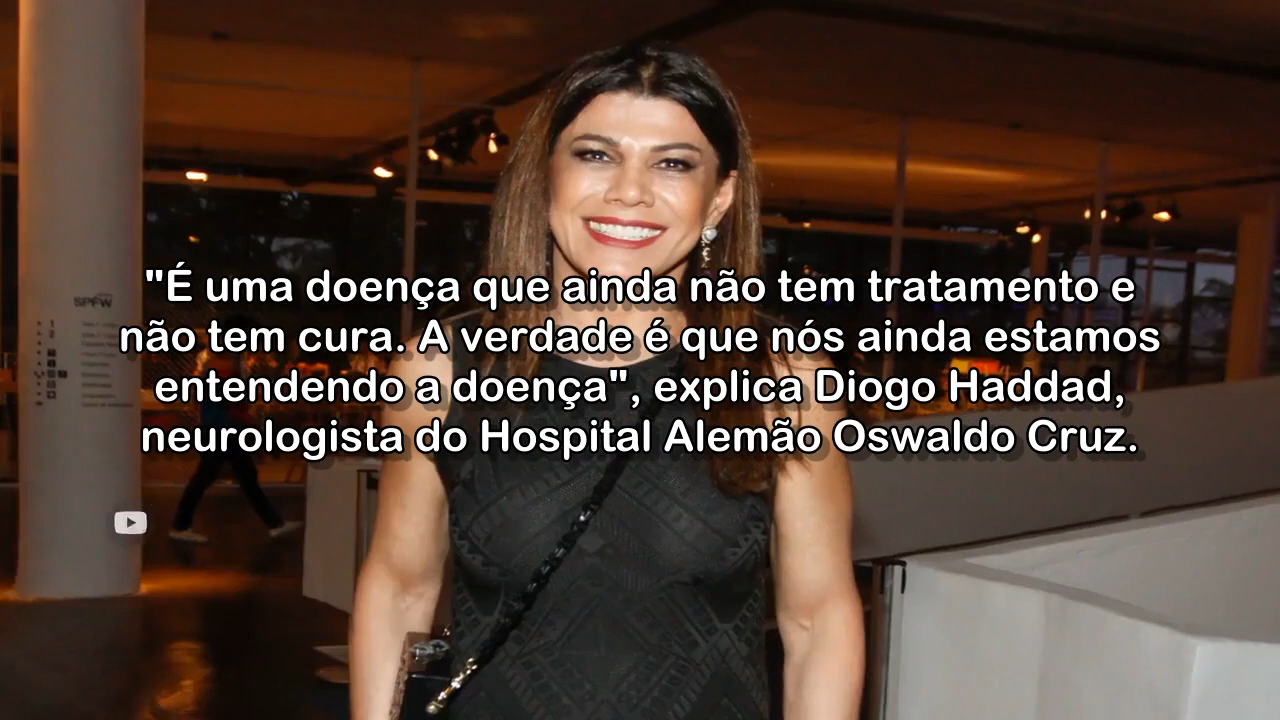 SPFW
"É uma doença que ainda não tem tratamento e
não tem cura. A verdade é que nós ainda estamos
entendendo a doença", explica Diogo Haddad,
neurologista do Hospital Alemão Oswaldo Cruz.